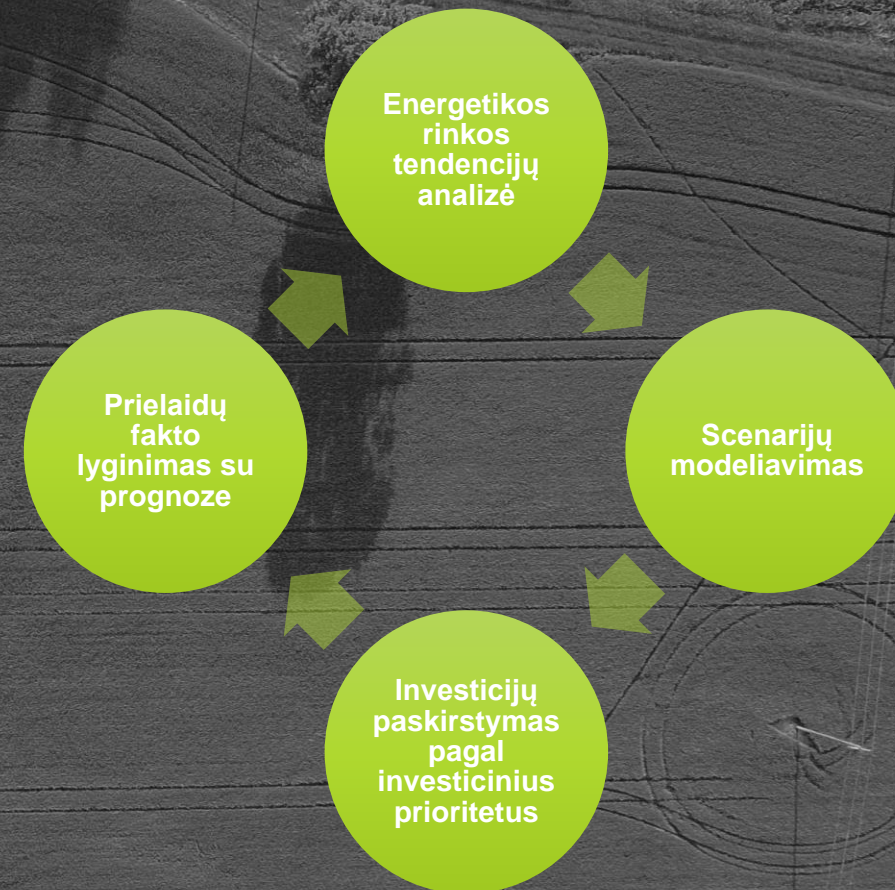 Energetikos
rinkos
tendencijų
analizė
Scenarijų
modeliavimas
Investicijų
paskirstymas
pagal
investicinius
prioritetus
Prielaidų
fakto
lyginimas su
prognoze